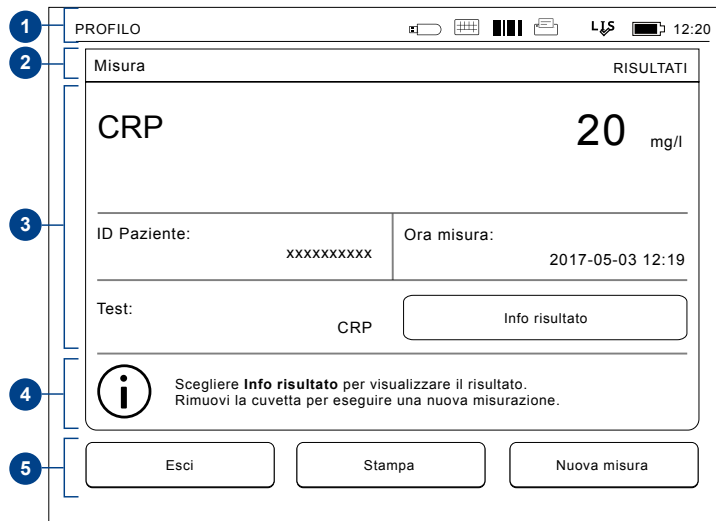 1 PROFILO LIS 12:20
2 Misura RISULTATI
3 CRP 20 mg/l
ID Paziente: xxxxxxxxxx
Ora misura: 2017-05-03 12:19
Test: CRP
Info risultato
4 Scegliere Info risultato per visualizzare il risultato.
Rimuovi la cuvetta per eseguire una nuova misurazione.
5 Esci Stampa Nuova misura